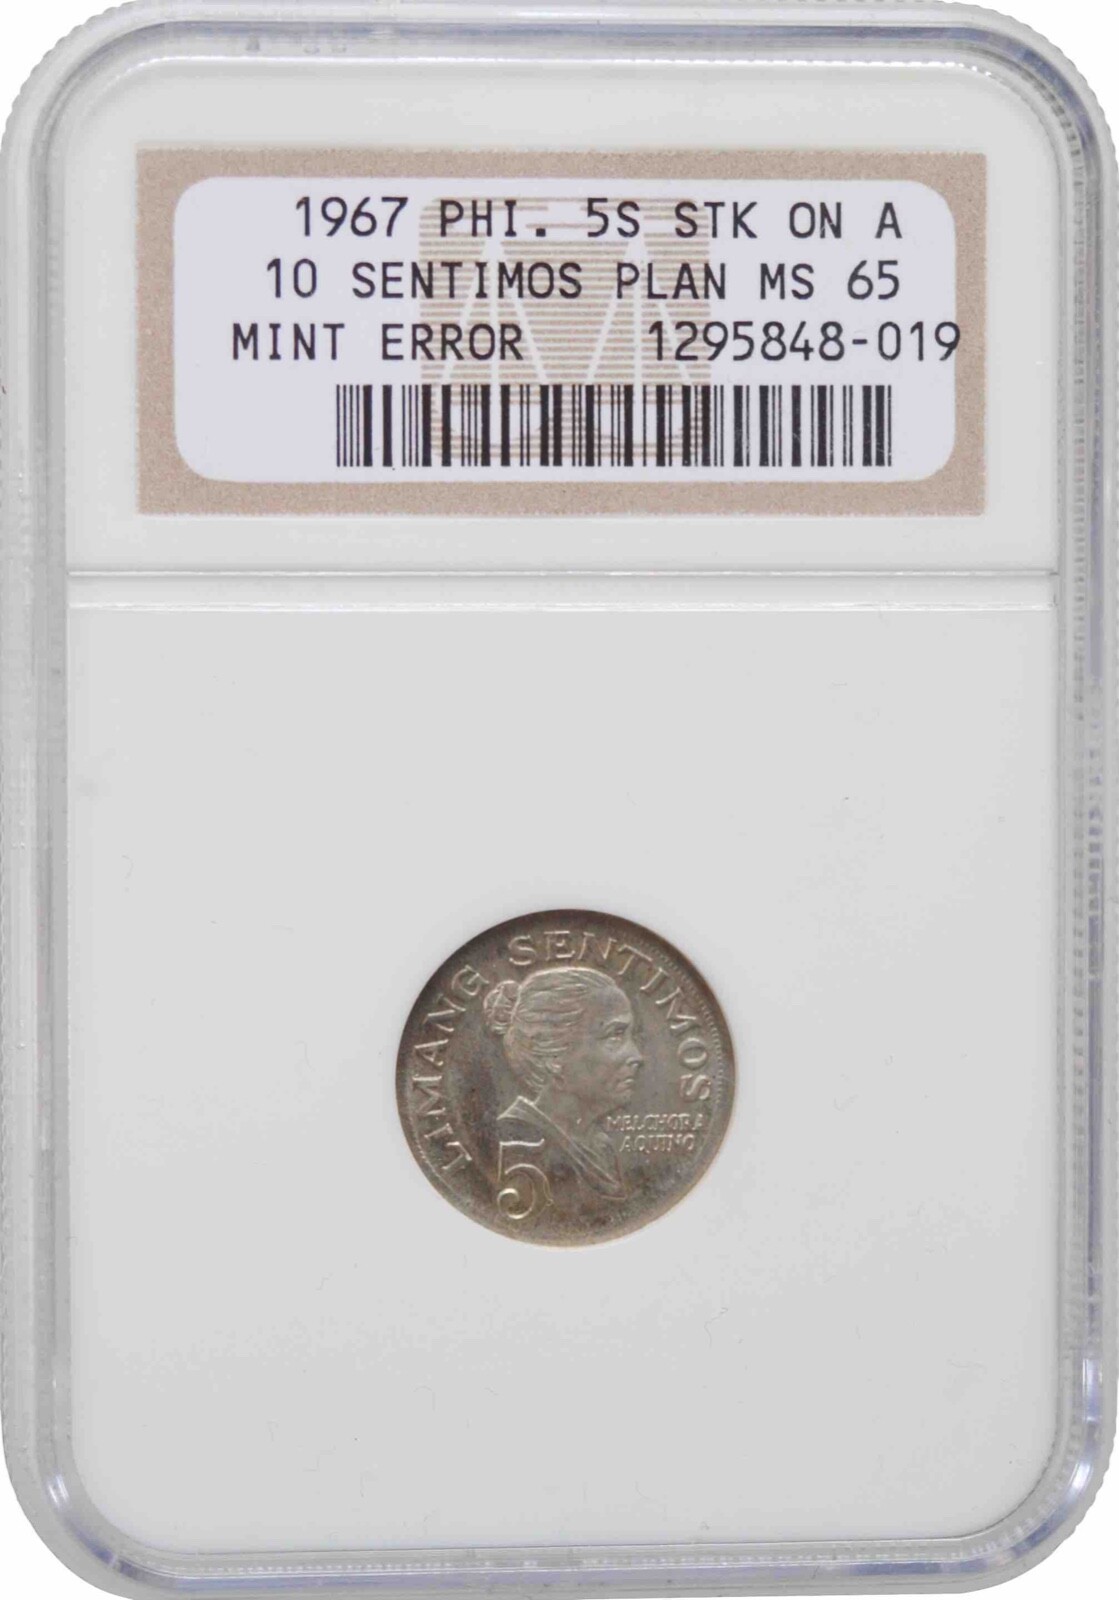 1967 PHI. 5S STK ON A
10 SENTIMOS PLAN MS 65
MINT ERROR 1295848-019
LIMANG SENTIMOS
MELCHORA
AQUINO
5